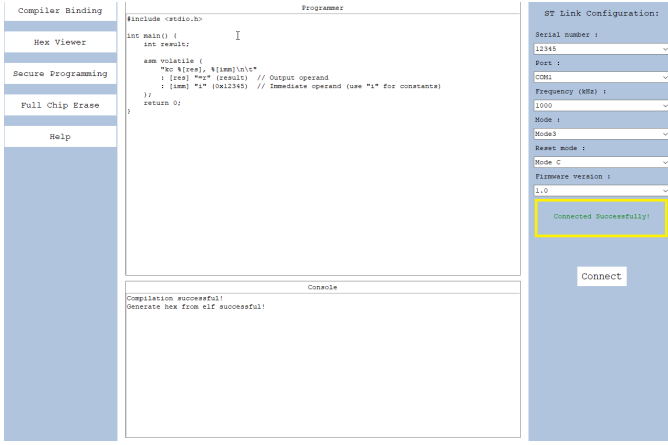 Compiler Binding
Hex Viewer
Secure Programming
Full Chip Erase
Help
Programmer
#include <stdio.h>
int main() {
    int result;
    asm volatile (
        "kc %[res], %[imm]\n\t"
        : [res] "=r" (result)  // Output operand
        : [imm] "i" (0x12345)  // Immediate operand (use "i" for constants)
    );
    return 0;
}
Console
Compilation successful!
Generate hex from elf successful!
ST Link Configuration:
Serial number :
12345
Port :
COM1
Frequency (kHz) :
1000
Mode :
Mode3
Reset mode :
Mode C
Firmware version :
1.0
Connected Successfully!
Connect